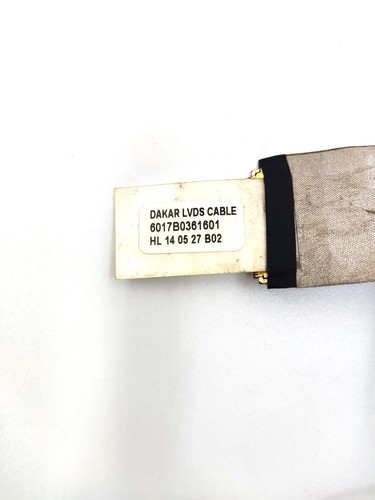 DAKAR LVDS CABLE
6017B0361601
HL 14 05 27 B02